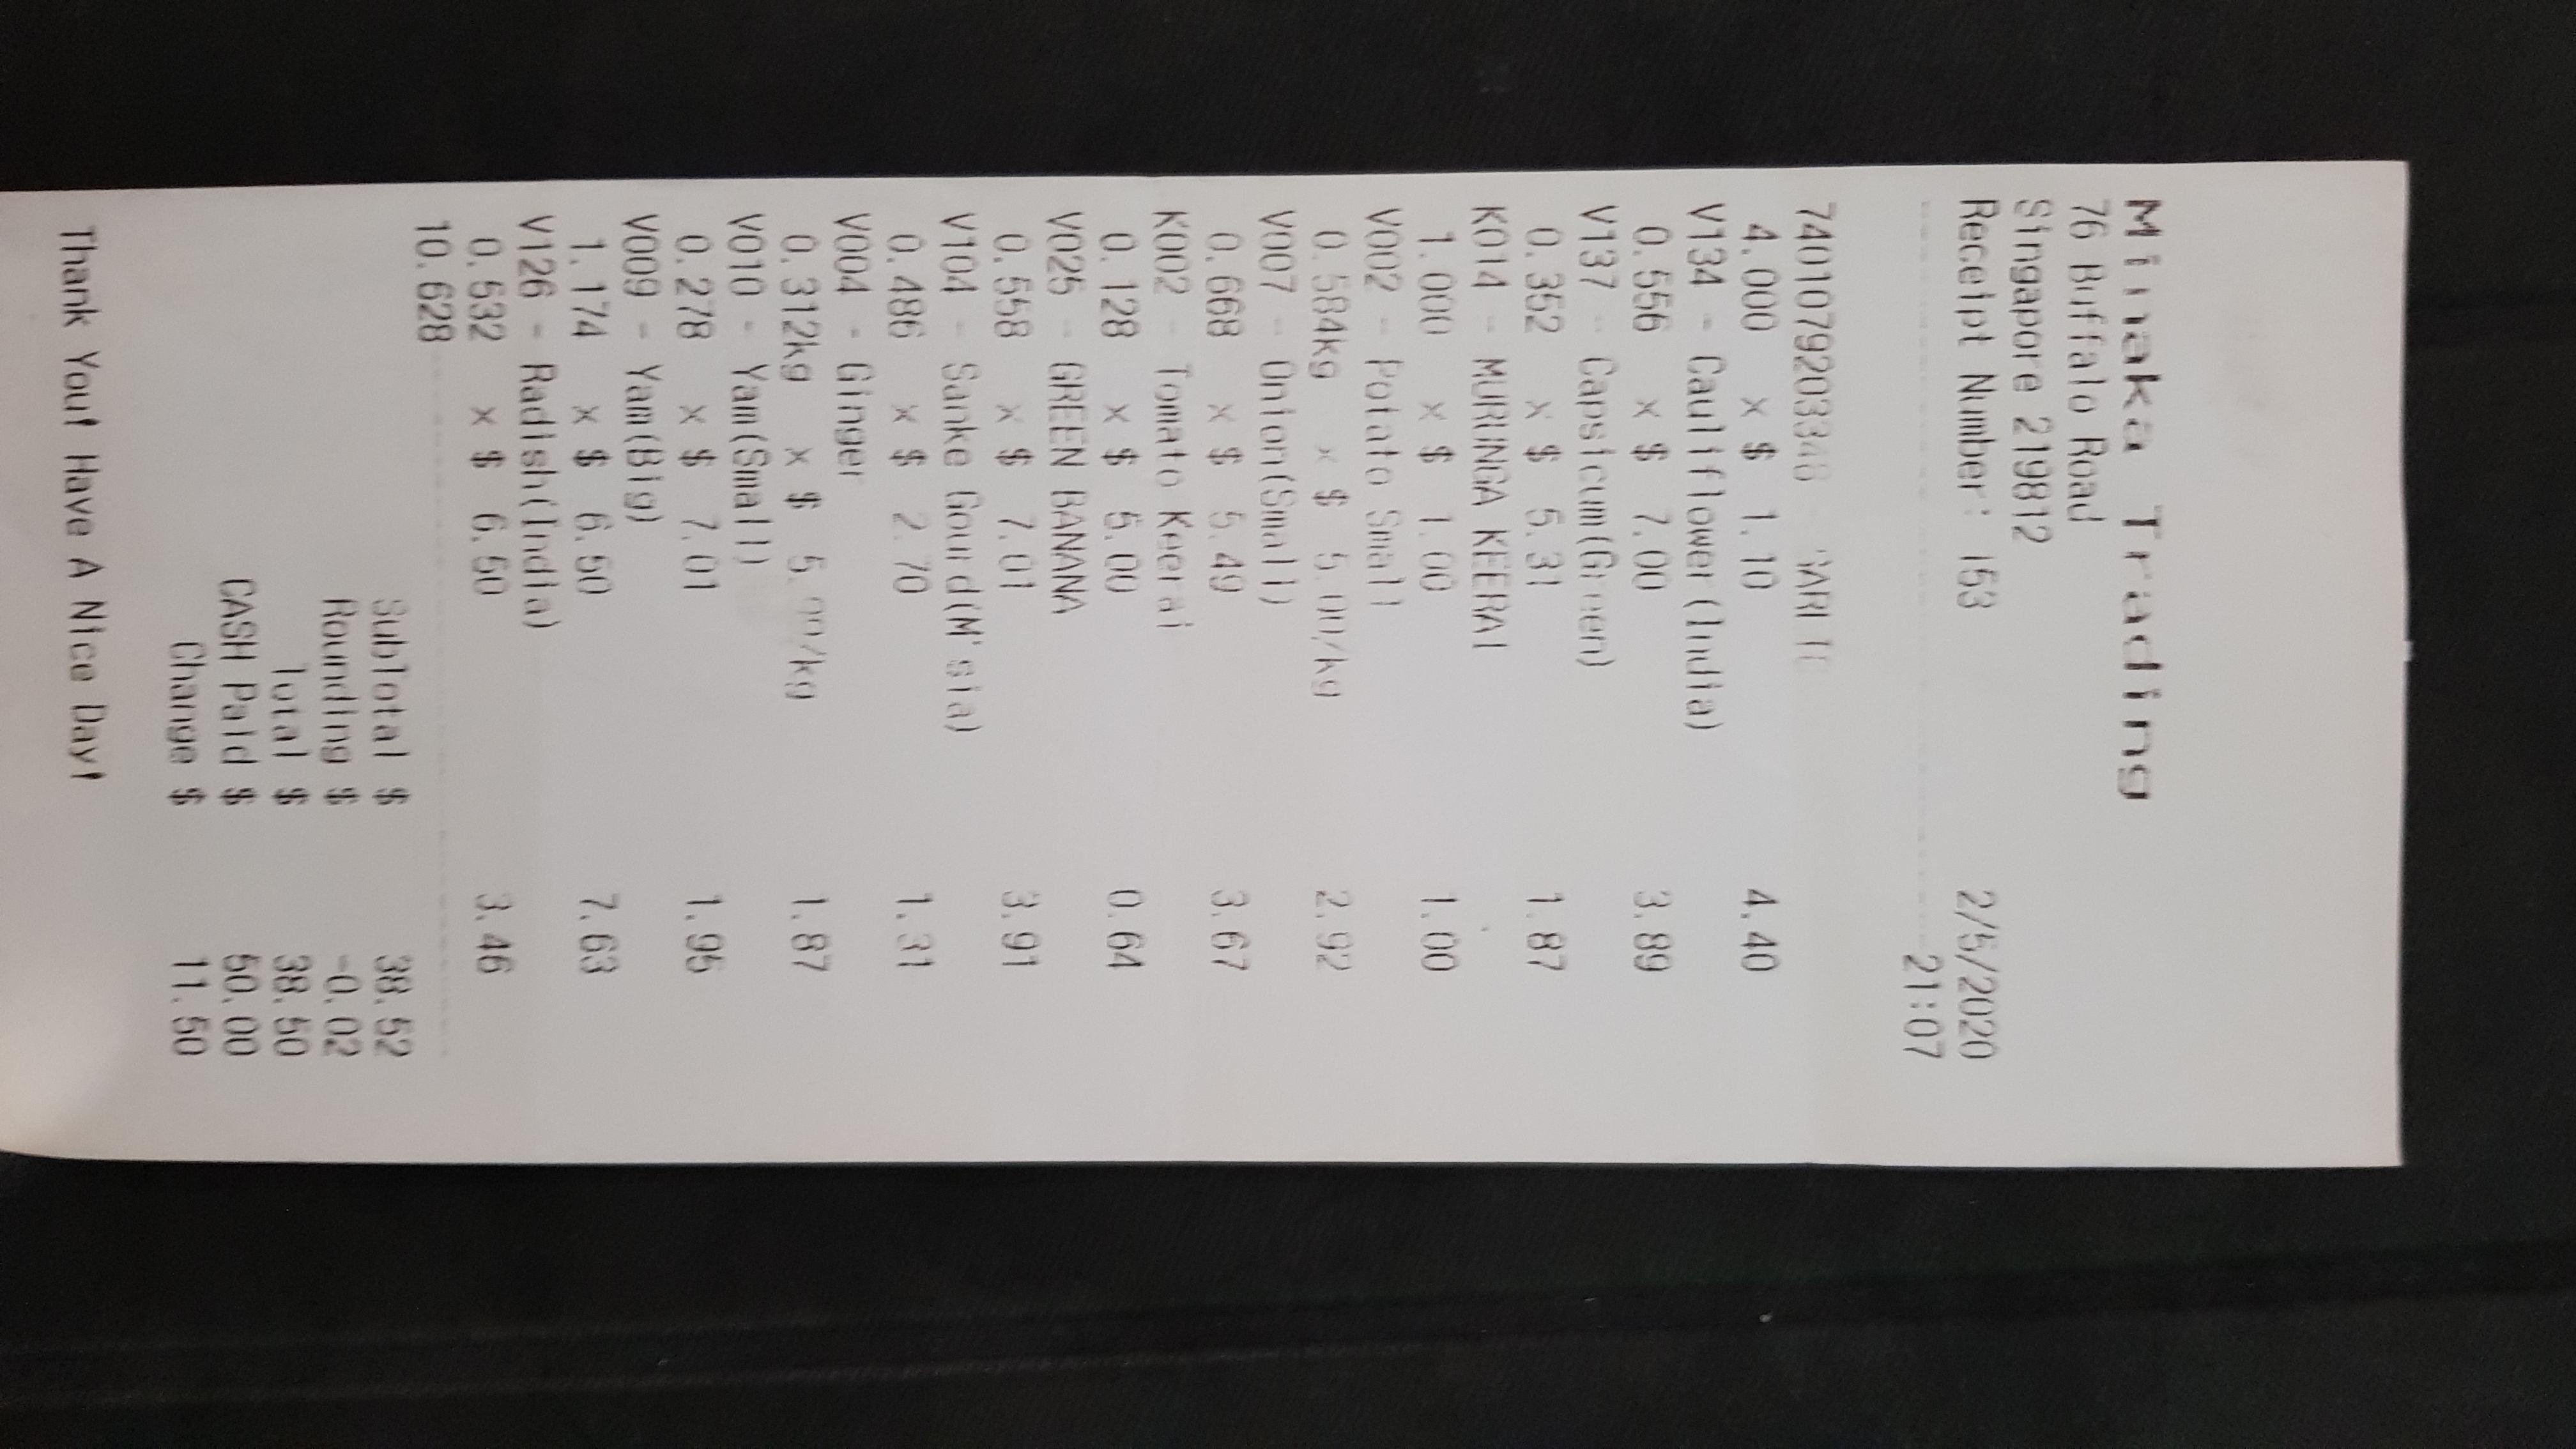 Minaka Trading
76 Buffalo Road
Singapore 219812
Receipt Number: 153 2/5/2020
21:07
7401079203348
4.000 x $ 1.10 4.40
V134 - Cauliflower(India)
0.556 x $ 7.00 3.89
V137 - Capsicum(Green)
0.352 x $ 5.31 1.87
K014 - MURUNGA KEERAI
1.000 x $ 1.00 1.00
V002 - Potato Small
0.584kg x $ 5.00/kg 2.92
V007 - Onion(Small)
0.668 x $ 5.49 3.67
K002 - Tomato Keerai
0.128 x $ 5.00 0.64
V025 - GREEN BANANA
0.558 x $ 7.01 3.91
V104 - Sanke Gourd(M'sia)
0.486 x $ 2.70 1.31
V004 - Ginger
0.312kg x $ 1.87
V010 - Yam(Small)
0.278 x $ 7.01 1.95
V009 - Yam(Big)
1.174 x $ 6.50 7.63
V126 - Radish(India)
0.532 x $ 6.50 3.46
10.628
Subtotal $ 38.52
Rounding $ -0.02
Total $ 38.50
CASH Paid $ 50.00
Change $ 11.50
Thank You! Have A Nice Day!